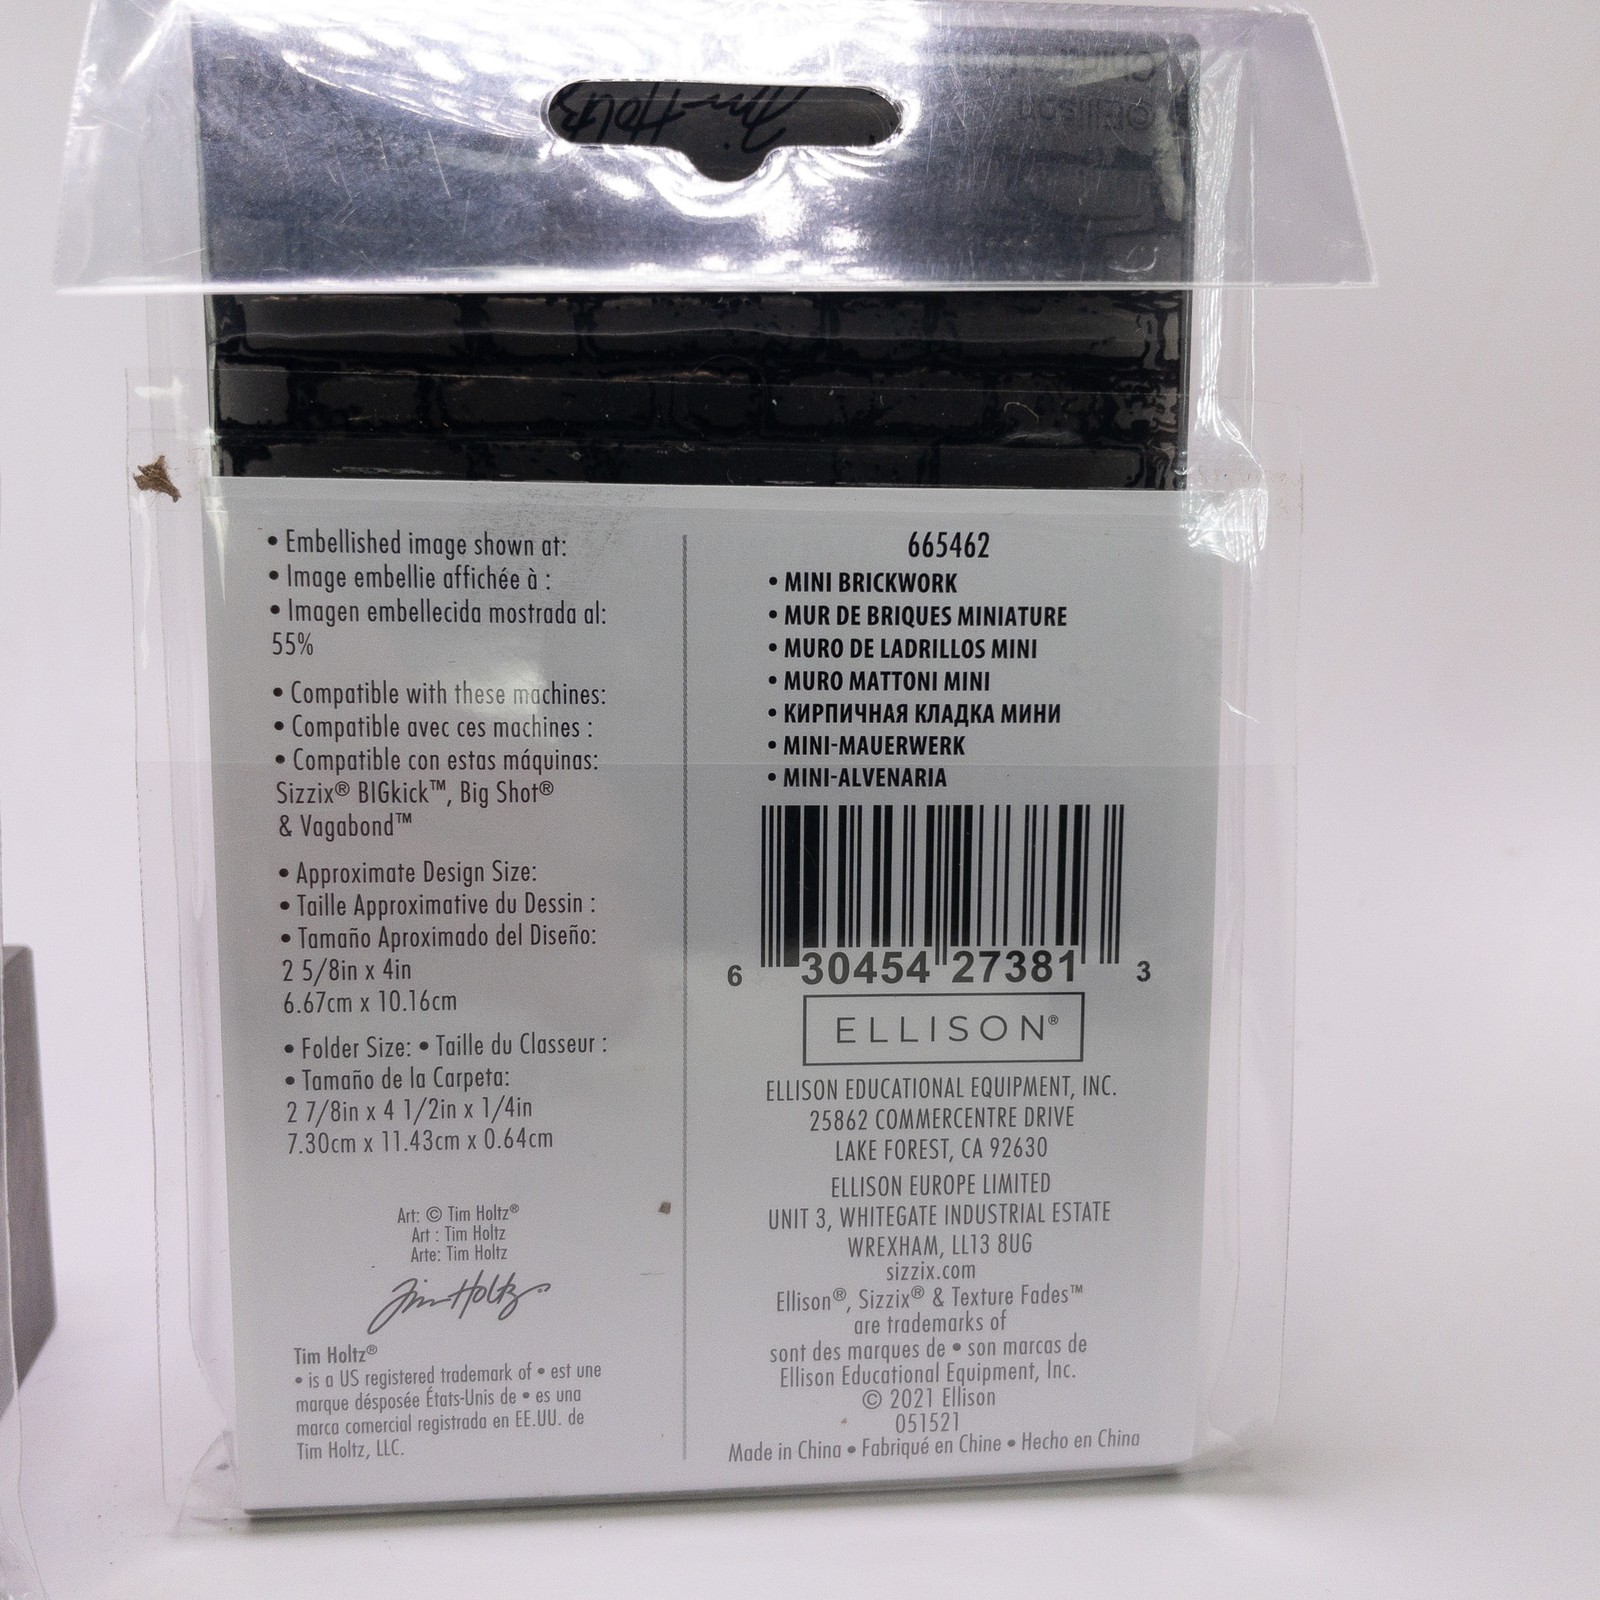 Tim Holtz
©Ellison
• Embellished image shown at:
• Image embellie affichée à :
• Imagen embellecida mostrada al:
55%
• Compatible with these machines:
• Compatible avec ces machines :
• Compatible con estas máquinas:
Sizzix® BIGkick™, Big Shot®
& Vagabond™
• Approximate Design Size:
• Taille Approximative du Dessin :
• Tamaño Aproximado del Diseño:
2 5/8in x 4in
6.67cm x 10.16cm
• Folder Size: • Taille du Classeur :
• Tamaño de la Carpeta:
2 7/8in x 4 1/2in x 1/4in
7.30cm x 11.43cm x 0.64cm
Art: © Tim Holtz®
Art : Tim Holtz
Arte: Tim Holtz
Tim Holtz
Tim Holtz®
• is a US registered trademark of • est une
marque désposée États-Unis de • es una
marca comercial registrada en EE.UU. de
Tim Holtz, LLC.
665462
• MINI BRICKWORK
• MUR DE BRIQUES MINIATURE
• MURO DE LADRILLOS MINI
• MURO MATTONI MINI
• КИРПИЧНАЯ КЛАДКА МИНИ
• MINI-MAUERWERK
• MINI-ALVENARIA
6 30454 27381 3
ELLISON®
ELLISON EDUCATIONAL EQUIPMENT, INC.
25862 COMMERCENTRE DRIVE
LAKE FOREST, CA 92630
ELLISON EUROPE LIMITED
UNIT 3, WHITEGATE INDUSTRIAL ESTATE
WREXHAM, LL13 8UG
sizzix.com
Ellison®, Sizzix® & Texture Fades™
are trademarks of
sont des marques de • son marcas de
Ellison Educational Equipment, Inc.
© 2021 Ellison
051521
Made in China • Fabriqué en Chine • Hecho en China